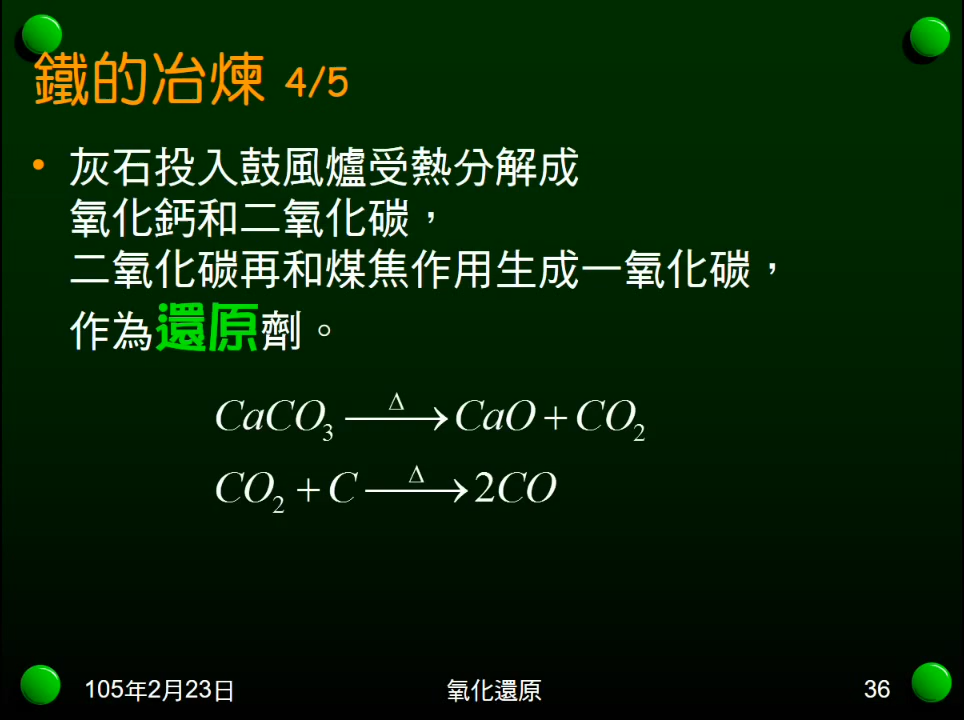 鐵的冶煉 4/5
• 灰石投入鼓風爐受熱分解成
氧化鈣和二氧化碳，
二氧化碳再和煤焦作用生成一氧化碳，
作為還原劑。
CaCO₃ —Δ→ CaO + CO₂
CO₂ + C —Δ→ 2CO
105年2月23日 氧化還原 36